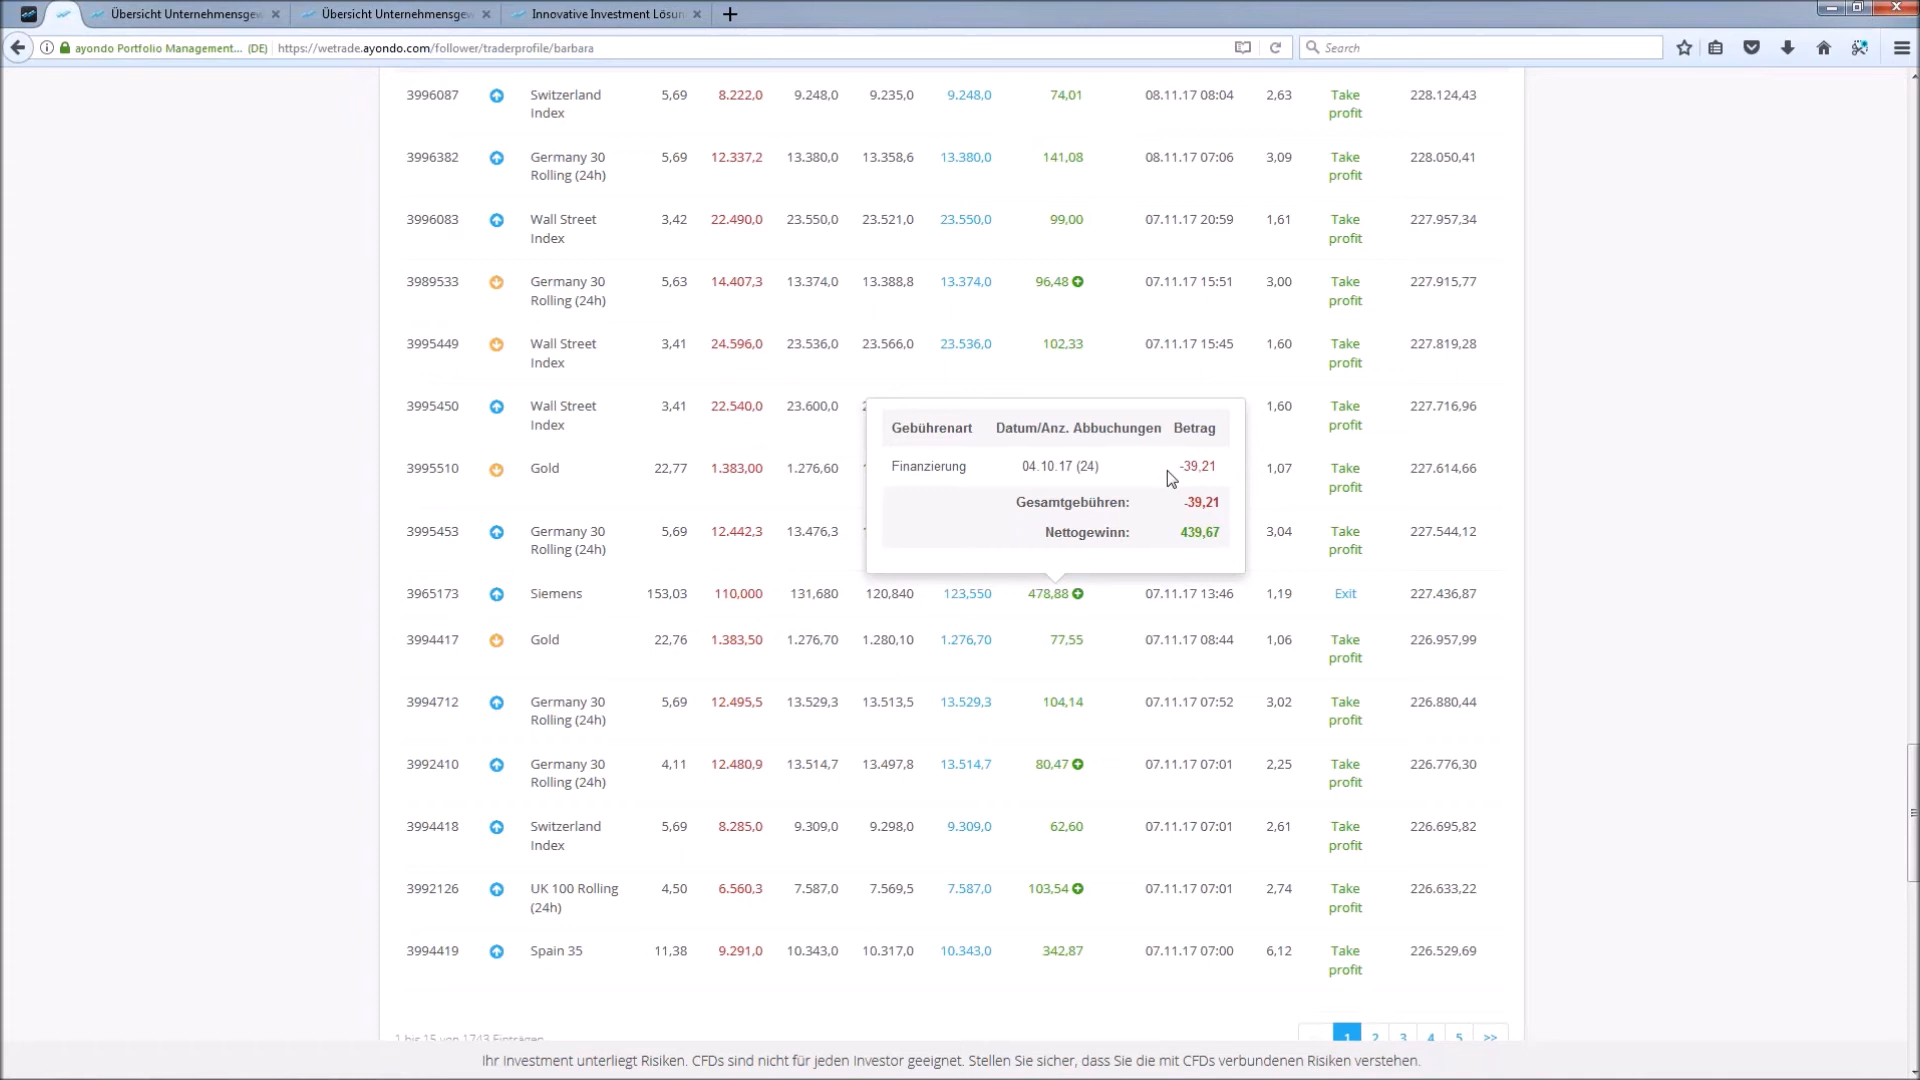 Übersicht Unternehmensgew
Übersicht Unternehmensgew
Innovative Investment Lösun
ayondo Portfolio Management... (DE)
https://wetrade.ayondo.com/follower/traderprofile/barbara
Search
3996087 Switzerland Index 5,69 8.222,0 9.248,0 9.235,0 9.248,0 74,01 08.11.17 08:04 2,63 Take profit 228.124,43
3996382 Germany 30 Rolling (24h) 5,69 12.337,2 13.380,0 13.358,6 13.380,0 141,08 08.11.17 07:06 3,09 Take profit 228.050,41
3996083 Wall Street Index 3,42 22.490,0 23.550,0 23.521,0 23.550,0 99,00 07.11.17 20:59 1,61 Take profit 227.957,34
3989533 Germany 30 Rolling (24h) 5,63 14.407,3 13.374,0 13.388,8 13.374,0 96,48 07.11.17 15:51 3,00 Take profit 227.915,77
3995449 Wall Street Index 3,41 24.596,0 23.536,0 23.566,0 23.536,0 102,33 07.11.17 15:45 1,60 Take profit 227.819,28
3995450 Wall Street Index 3,41 22.540,0 23.600,0 1,60 Take profit 227.716,96
3995510 Gold 22,77 1.383,00 1.276,60 1,07 Take profit 227.614,66
3995453 Germany 30 Rolling (24h) 5,69 12.442,3 13.476,3 3,04 Take profit 227.544,12
Gebührenart Datum/Anz. Abbuchungen Betrag
Finanzierung 04.10.17 (24) -39,21
Gesamtgebühren: -39,21
Nettogewinn: 439,67
3965173 Siemens 153,03 110,000 131,680 120,840 123,550 478,88 07.11.17 13:46 1,19 Exit 227.436,87
3994417 Gold 22,76 1.383,50 1.276,70 1.280,10 1.276,70 77,55 07.11.17 08:44 1,06 Take profit 226.957,99
3994712 Germany 30 Rolling (24h) 5,69 12.495,5 13.529,3 13.513,5 13.529,3 104,14 07.11.17 07:52 3,02 Take profit 226.880,44
3992410 Germany 30 Rolling (24h) 4,11 12.480,9 13.514,7 13.497,8 13.514,7 80,47 07.11.17 07:01 2,25 Take profit 226.776,30
3994418 Switzerland Index 5,69 8.285,0 9.309,0 9.298,0 9.309,0 62,60 07.11.17 07:01 2,61 Take profit 226.695,82
3992126 UK 100 Rolling (24h) 4,50 6.560,3 7.587,0 7.569,5 7.587,0 103,54 07.11.17 07:01 2,74 Take profit 226.633,22
3994419 Spain 35 11,38 9.291,0 10.343,0 10.317,0 10.343,0 342,87 07.11.17 07:00 6,12 Take profit 226.529,69
1 bis 15 von 1743 Einträgen
1 2 3 4 5 >>
Ihr Investment unterliegt Risiken. CFDs sind nicht für jeden Investor geeignet. Stellen Sie sicher, dass Sie die mit CFDs verbundenen Risiken verstehen.